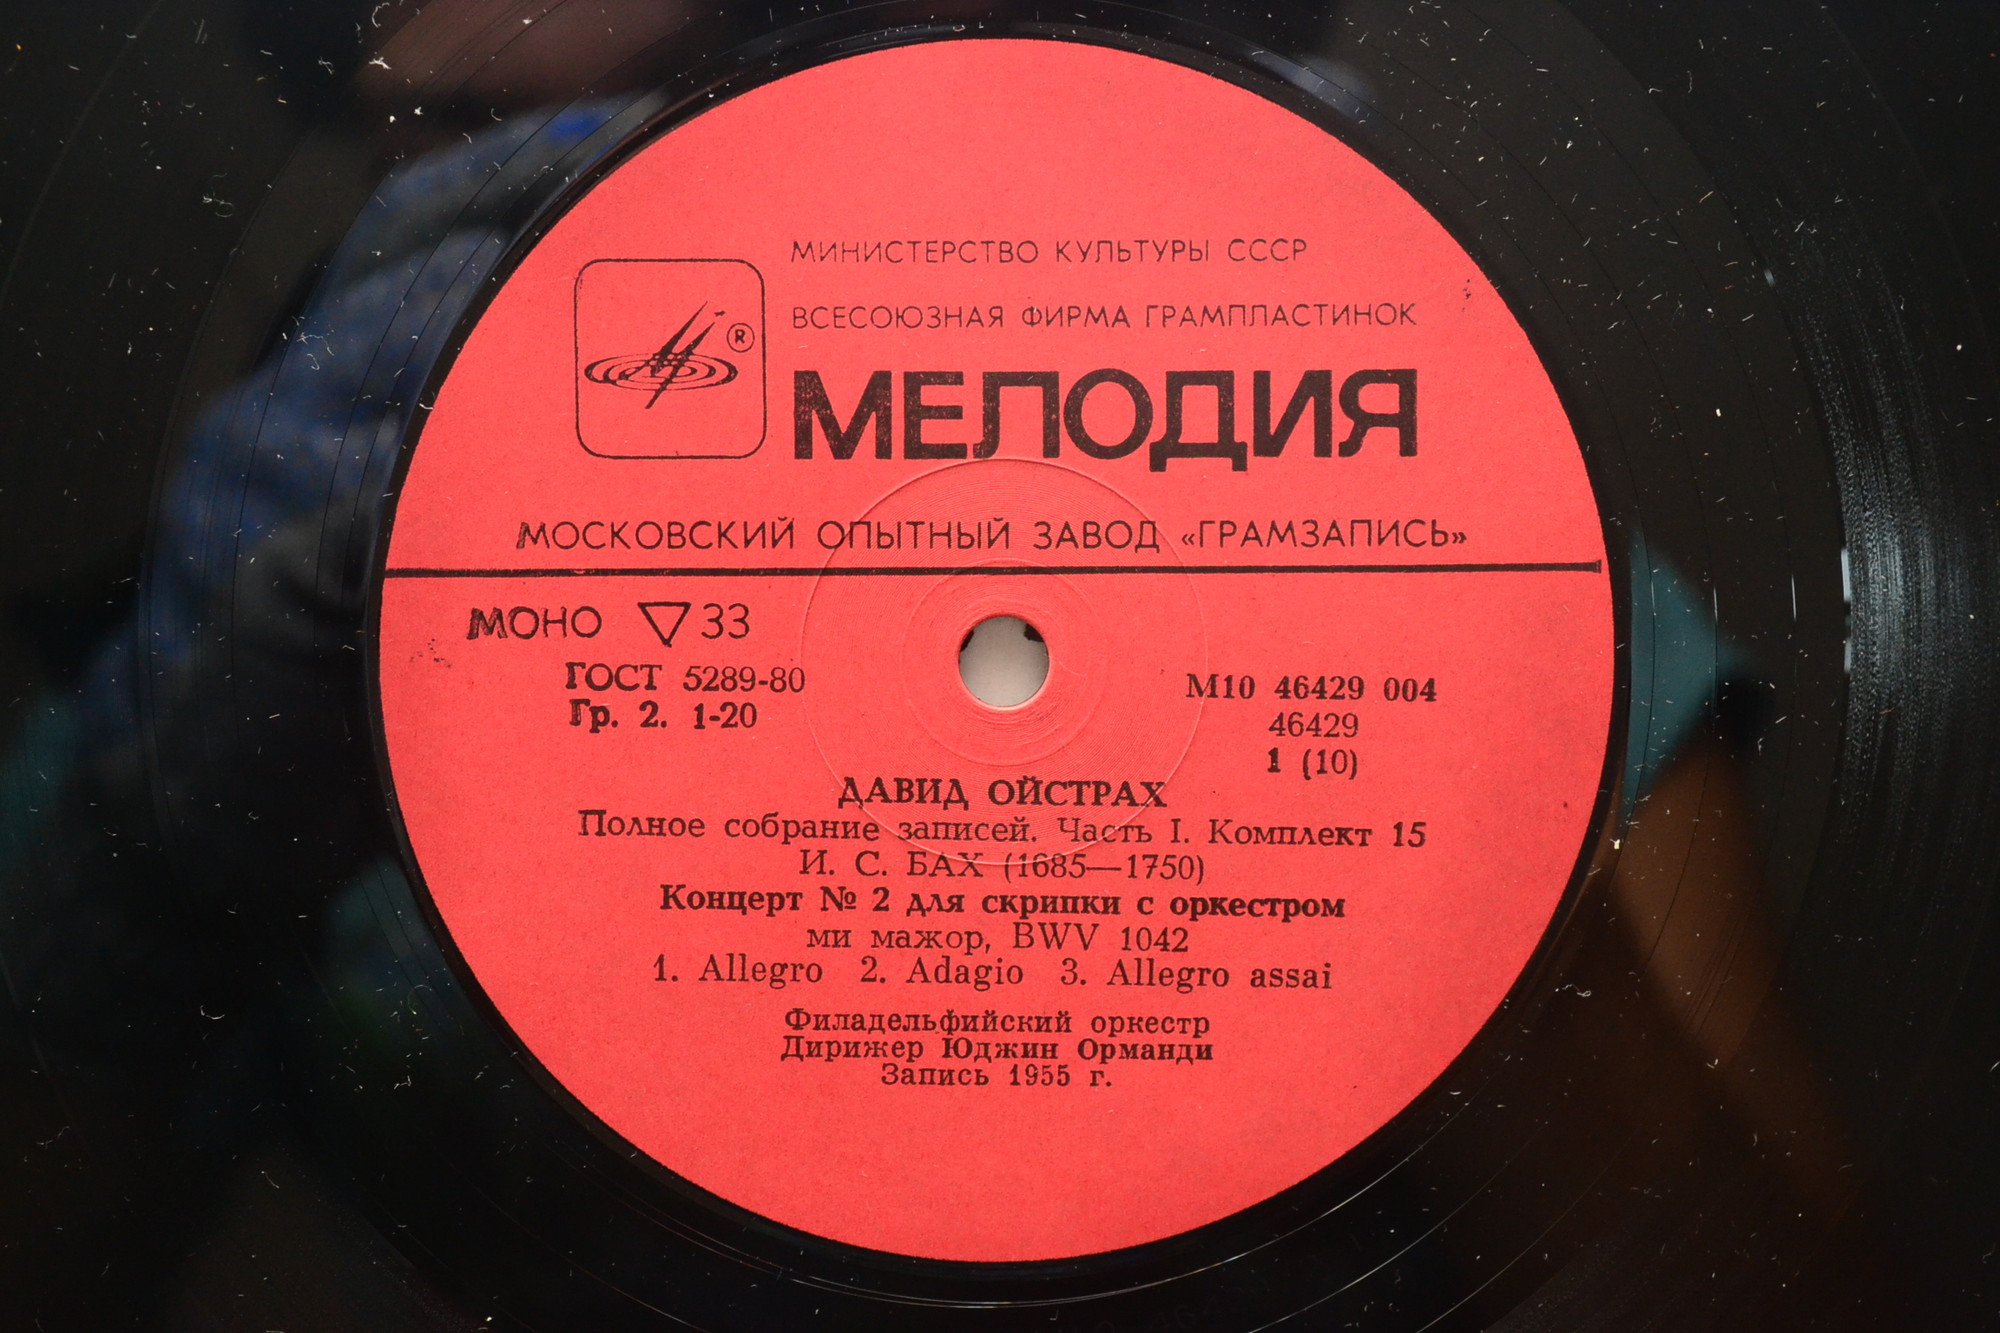 МИНИСТЕРСТВО КУЛЬТУРЫ СССР
ВСЕСОЮЗНАЯ ФИРМА ГРАМПЛАСТИНОК
®
МЕЛОДИЯ
МОСКОВСКИЙ ОПЫТНЫЙ ЗАВОД «ГРАМЗАПИСЬ»
МОНО ▽ 33
ГОСТ 5289-80
Гр. 2. 1-20
М10 46429 004
46429
1 (10)
ДАВИД ОЙСТРАХ
Полное собрание записей. Часть I. Комплект 15
И. С. БАХ (1685—1750)
Концерт № 2 для скрипки с оркестром
ми мажор, BWV 1042
1. Allegro 2. Adagio 3. Allegro assai
Филадельфийский оркестр
Дирижер Юджин Орманди
Запись 1955 г.